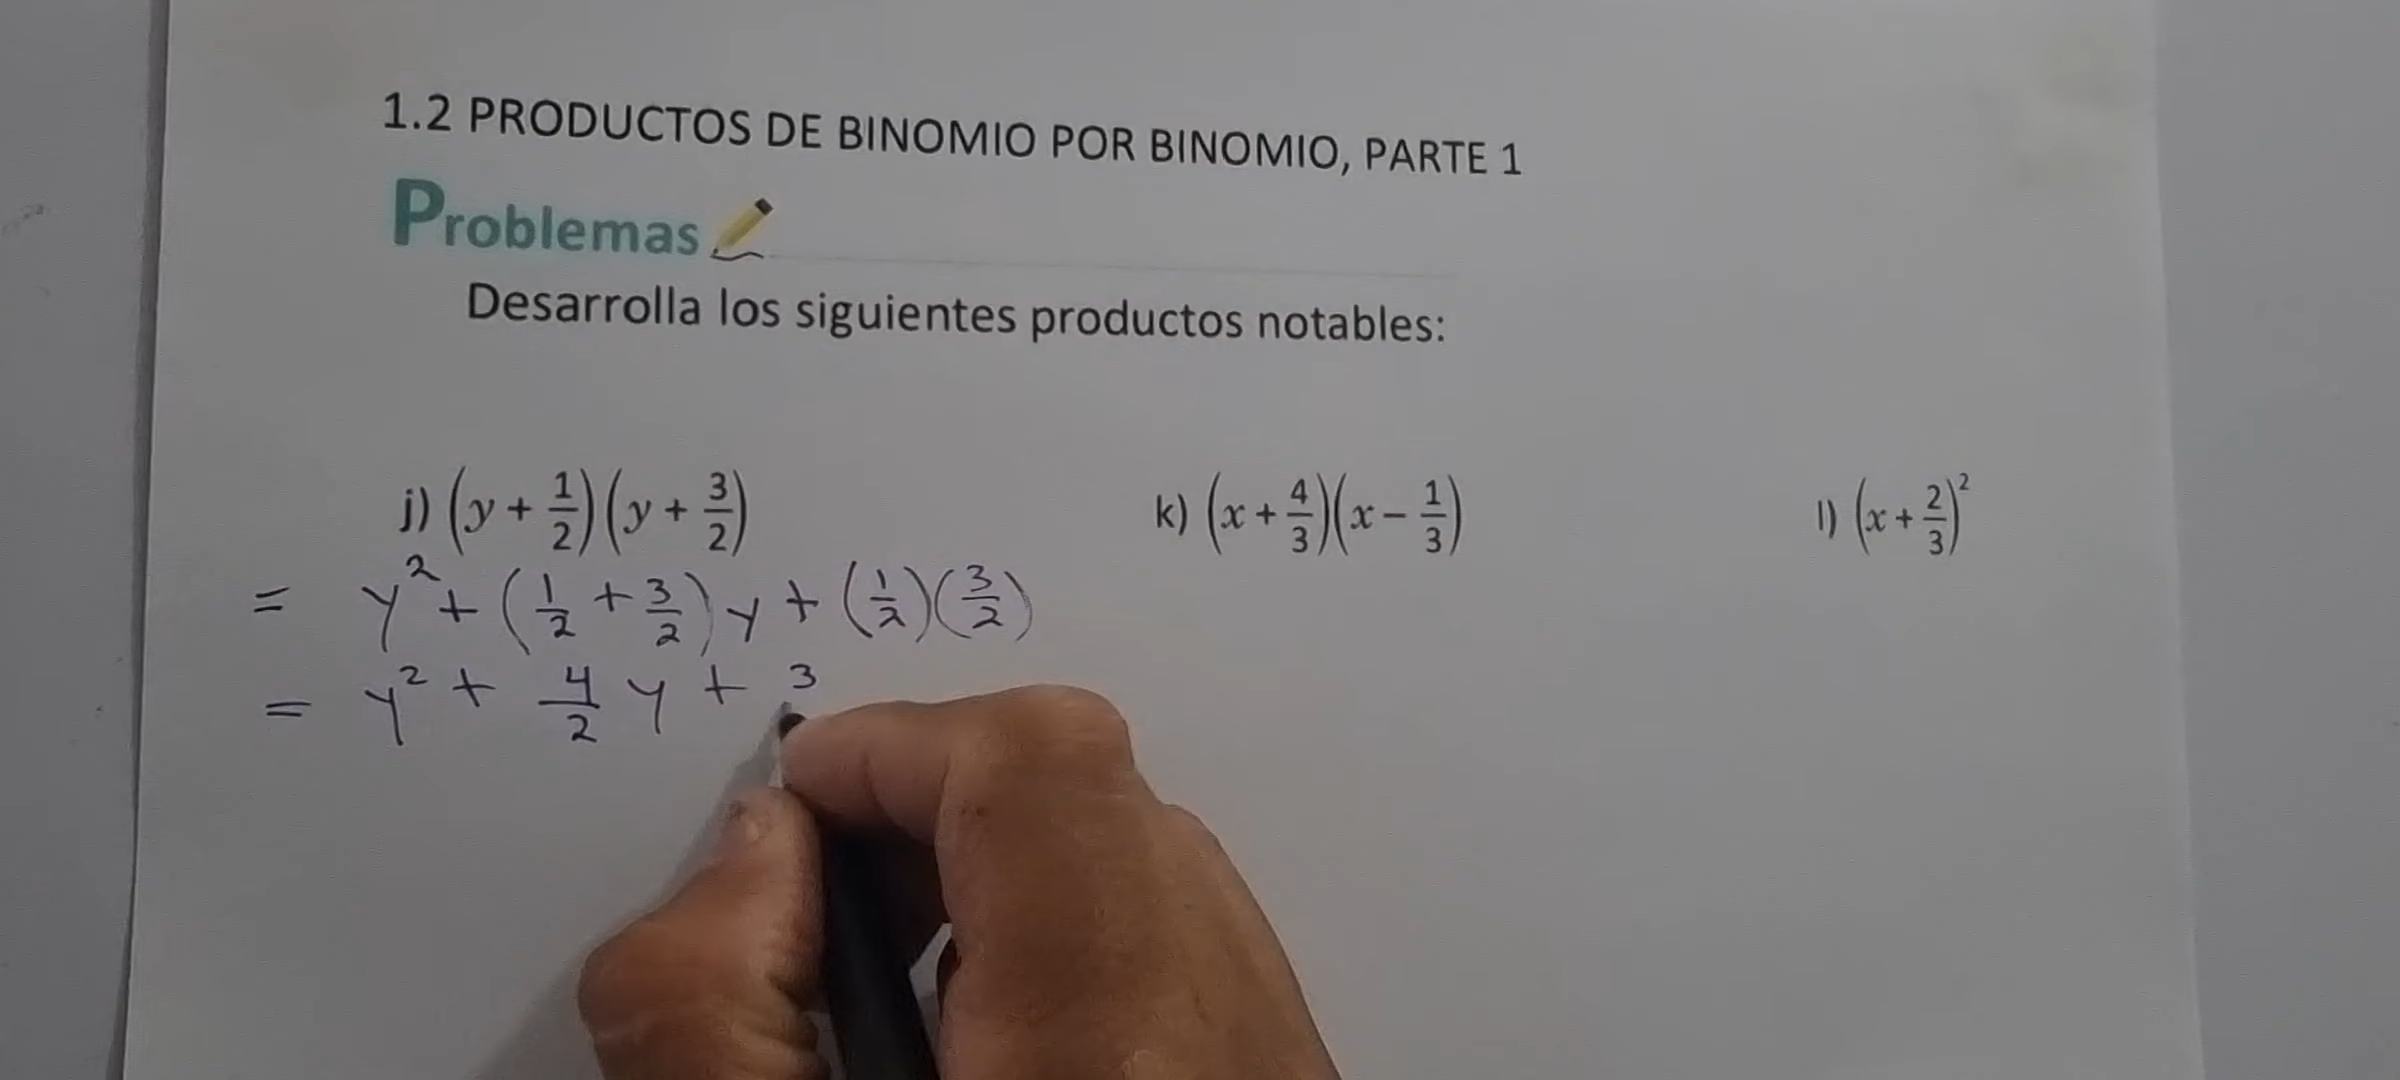 1.2 PRODUCTOS DE BINOMIO POR BINOMIO, PARTE 1
Problemas
Desarrolla los siguientes productos notables:
j) (y + 1/2)(y + 3/2) k) (x + 4/3)(x − 1/3) l) (x + 2/3)²
= y² + (1/2 + 3/2)y + (1/2)(3/2)
= y² + 4/2 y + 3